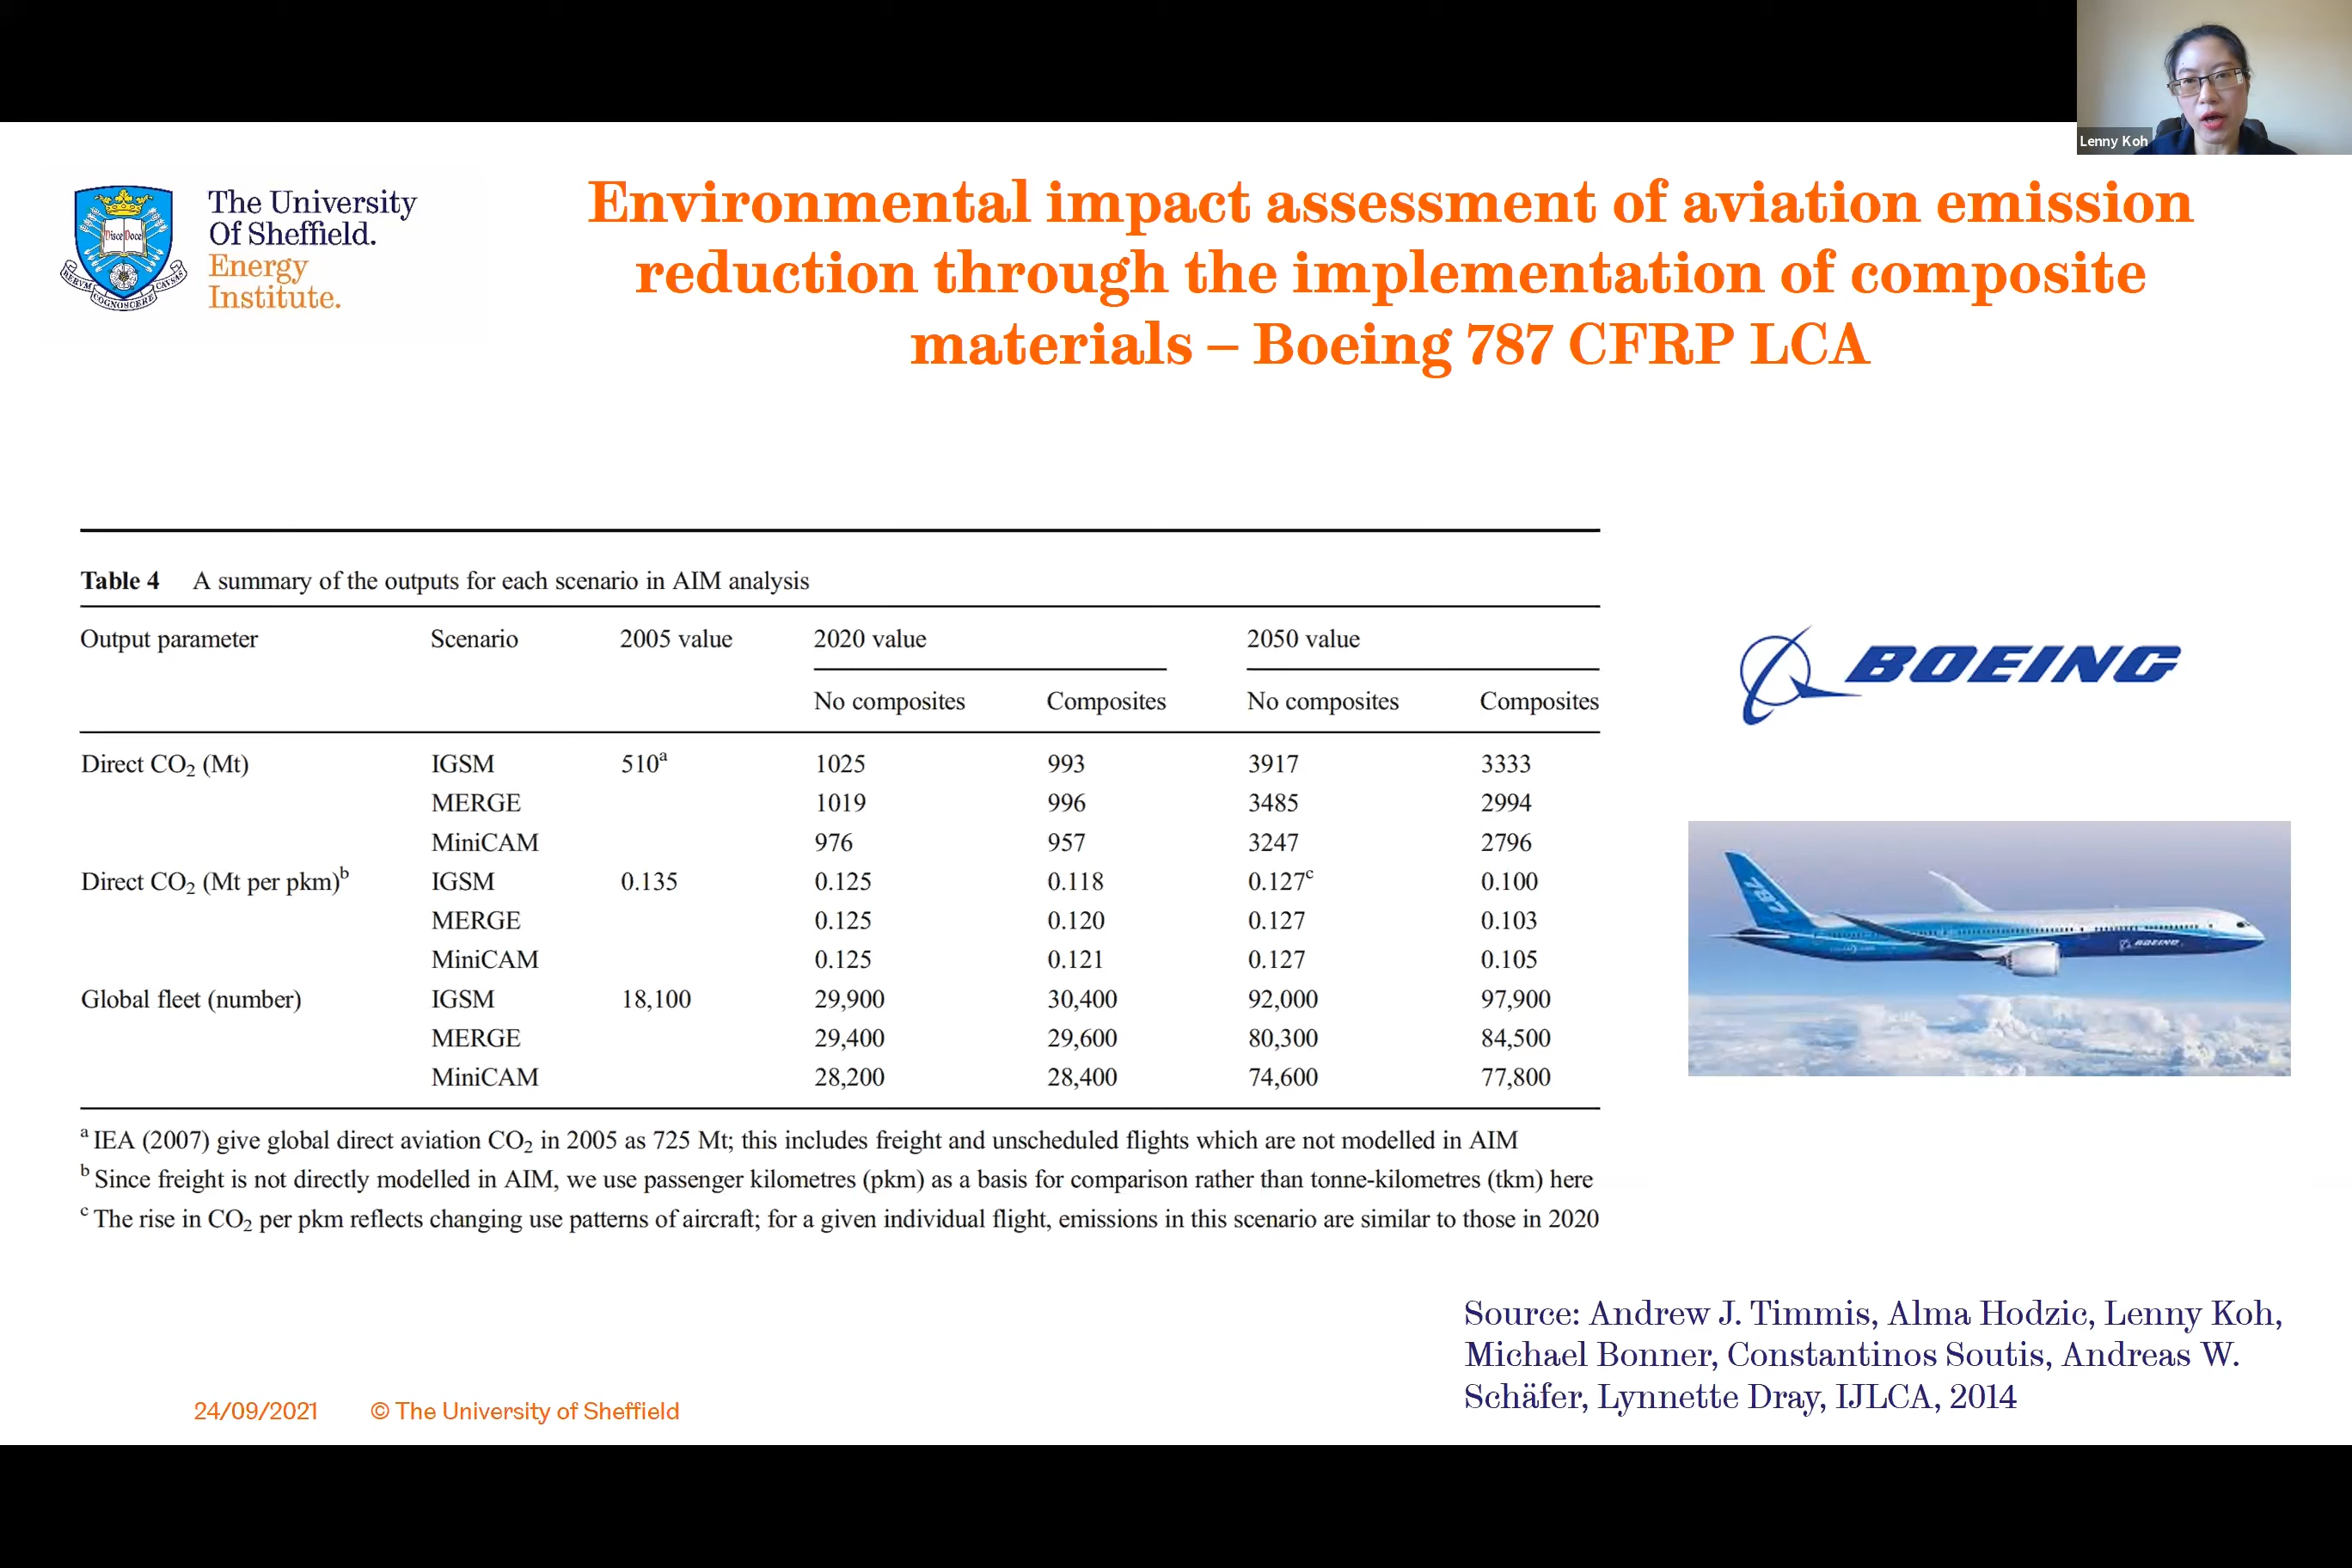 Lenny Koh
The University
Of Sheffield.
Energy
Institute.
Disce Doce
RERVM COGNOSCERE CAVSAS
Environmental impact assessment of aviation emission
reduction through the implementation of composite
materials – Boeing 787 CFRP LCA
Table 4 A summary of the outputs for each scenario in AIM analysis
Output parameter Scenario 2005 value 2020 value 2050 value
No composites Composites No composites Composites
Direct CO₂ (Mt) IGSM 510ᵃ 1025 993 3917 3333
MERGE 1019 996 3485 2994
MiniCAM 976 957 3247 2796
Direct CO₂ (Mt per pkm)ᵇ IGSM 0.135 0.125 0.118 0.127ᶜ 0.100
MERGE 0.125 0.120 0.127 0.103
MiniCAM 0.125 0.121 0.127 0.105
Global fleet (number) IGSM 18,100 29,900 30,400 92,000 97,900
MERGE 29,400 29,600 80,300 84,500
MiniCAM 28,200 28,400 74,600 77,800
ᵃ IEA (2007) give global direct aviation CO₂ in 2005 as 725 Mt; this includes freight and unscheduled flights which are not modelled in AIM
ᵇ Since freight is not directly modelled in AIM, we use passenger kilometres (pkm) as a basis for comparison rather than tonne-kilometres (tkm) here
ᶜ The rise in CO₂ per pkm reflects changing use patterns of aircraft; for a given individual flight, emissions in this scenario are similar to those in 2020
BOEING
787
BOEING
Source: Andrew J. Timmis, Alma Hodzic, Lenny Koh,
Michael Bonner, Constantinos Soutis, Andreas W.
Schäfer, Lynnette Dray, IJLCA, 2014
24/09/2021 © The University of Sheffield